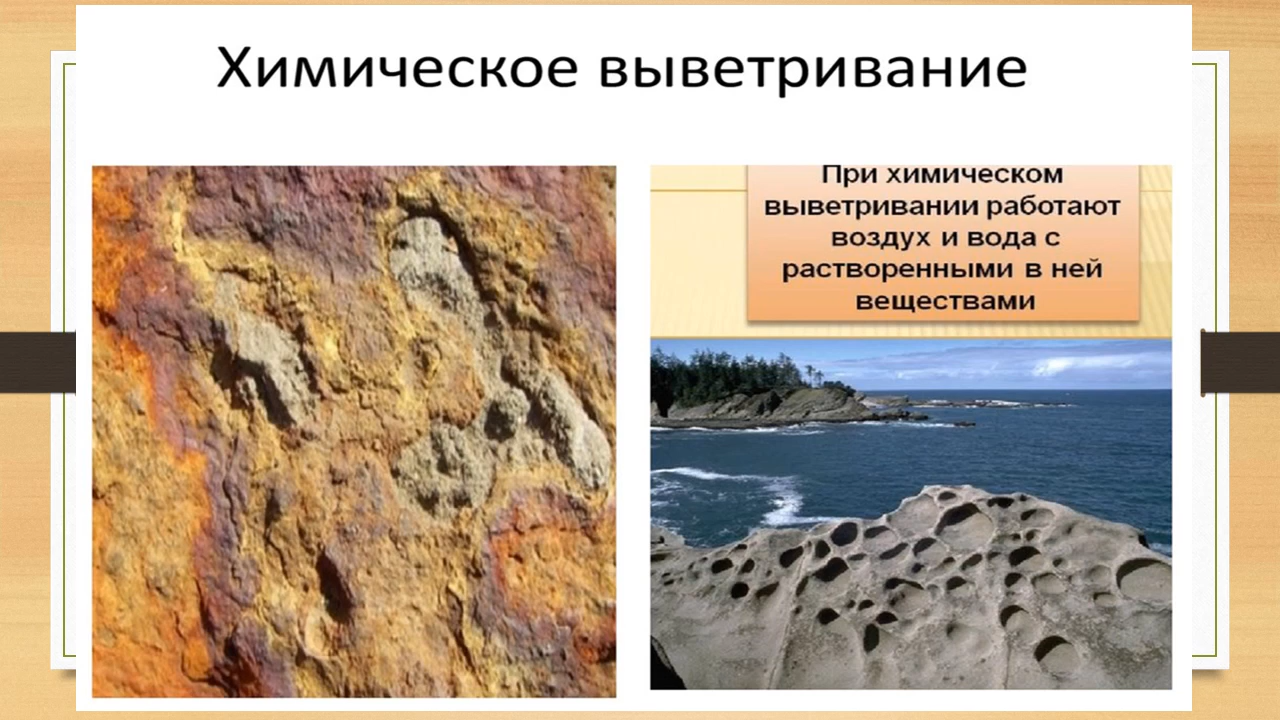 Химическое выветривание
При химическом
выветривании работают
воздух и вода с
растворенными в ней
веществами